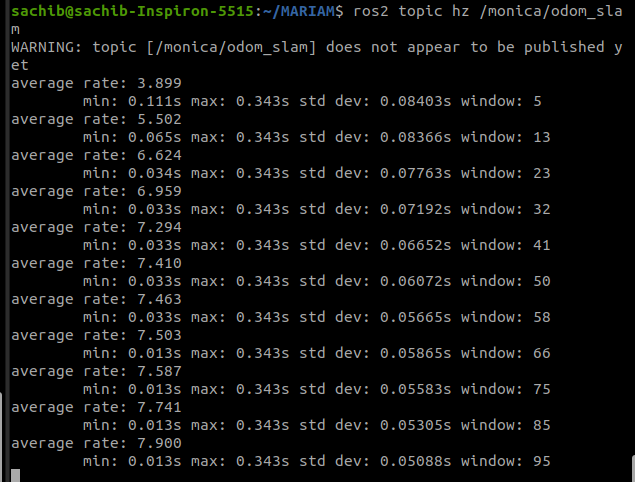 sachib@sachib-Inspiron-5515:~/MARIAM$ ros2 topic hz /monica/odom_sla
m
WARNING: topic [/monica/odom_slam] does not appear to be published y
et
average rate: 3.899
min: 0.111s max: 0.343s std dev: 0.08403s window: 5
average rate: 5.502
min: 0.065s max: 0.343s std dev: 0.08366s window: 13
average rate: 6.624
min: 0.034s max: 0.343s std dev: 0.07763s window: 23
average rate: 6.959
min: 0.033s max: 0.343s std dev: 0.07192s window: 32
average rate: 7.294
min: 0.033s max: 0.343s std dev: 0.06652s window: 41
average rate: 7.410
min: 0.033s max: 0.343s std dev: 0.06072s window: 50
average rate: 7.463
min: 0.033s max: 0.343s std dev: 0.05665s window: 58
average rate: 7.503
min: 0.013s max: 0.343s std dev: 0.05865s window: 66
average rate: 7.587
min: 0.013s max: 0.343s std dev: 0.05583s window: 75
average rate: 7.741
min: 0.013s max: 0.343s std dev: 0.05305s window: 85
average rate: 7.900
min: 0.013s max: 0.343s std dev: 0.05088s window: 95